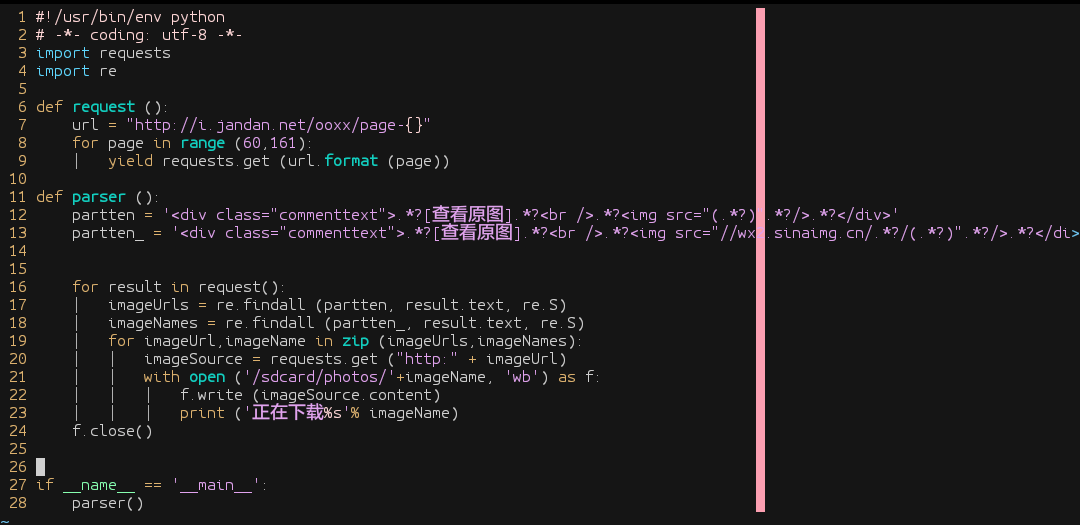 1 #!/usr/bin/env python
2 # -*- coding: utf-8 -*-
3 import requests
4 import re
5
6 def request ():
7     url = "http://i.jandan.net/ooxx/page-{}"
8     for page in range (60,161):
9     |   yield requests.get (url.format (page))
10
11 def parser ():
12     partten = '<div class="commenttext">.*?[查看原图].*?<br />.*?<img src="(.*?) .*?/>.*?</div>'
13     partten_ = '<div class="commenttext">.*?[查看原图].*?<br />.*?<img src="//wx .sinaimg.cn/.*?/(.*?)".*?/>.*?</di>
14
15
16     for result in request():
17     |   imageUrls = re.findall (partten, result.text, re.S)
18     |   imageNames = re.findall (partten_, result.text, re.S)
19     |   for imageUrl,imageName in zip (imageUrls,imageNames):
20     |   |   imageSource = requests.get ("http:" + imageUrl)
21     |   |   with open ('/sdcard/photos/'+imageName, 'wb') as f:
22     |   |   |   f.write (imageSource.content)
23     |   |   |   print ('正在下载%s'% imageName)
24     f.close()
25
26
27 if __name__ == '__main__':
28     parser()
~